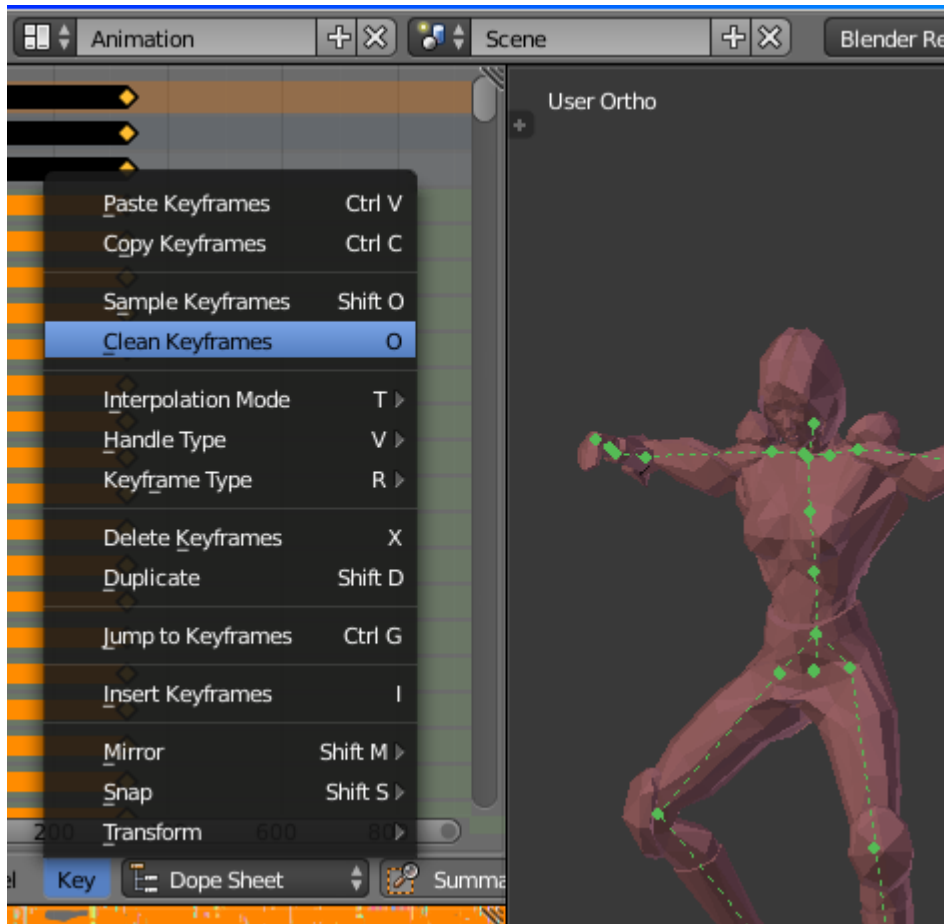 Animation
Scene
Blender Re
User Ortho
Paste Keyframes Ctrl V
Copy Keyframes Ctrl C
Sample Keyframes Shift O
Clean Keyframes O
Interpolation Mode T
Handle Type V
Keyframe Type R
Delete Keyframes X
Duplicate Shift D
Jump to Keyframes Ctrl G
Insert Keyframes I
Mirror Shift M
Snap Shift S
Transform
200 600
Key Dope Sheet Summa